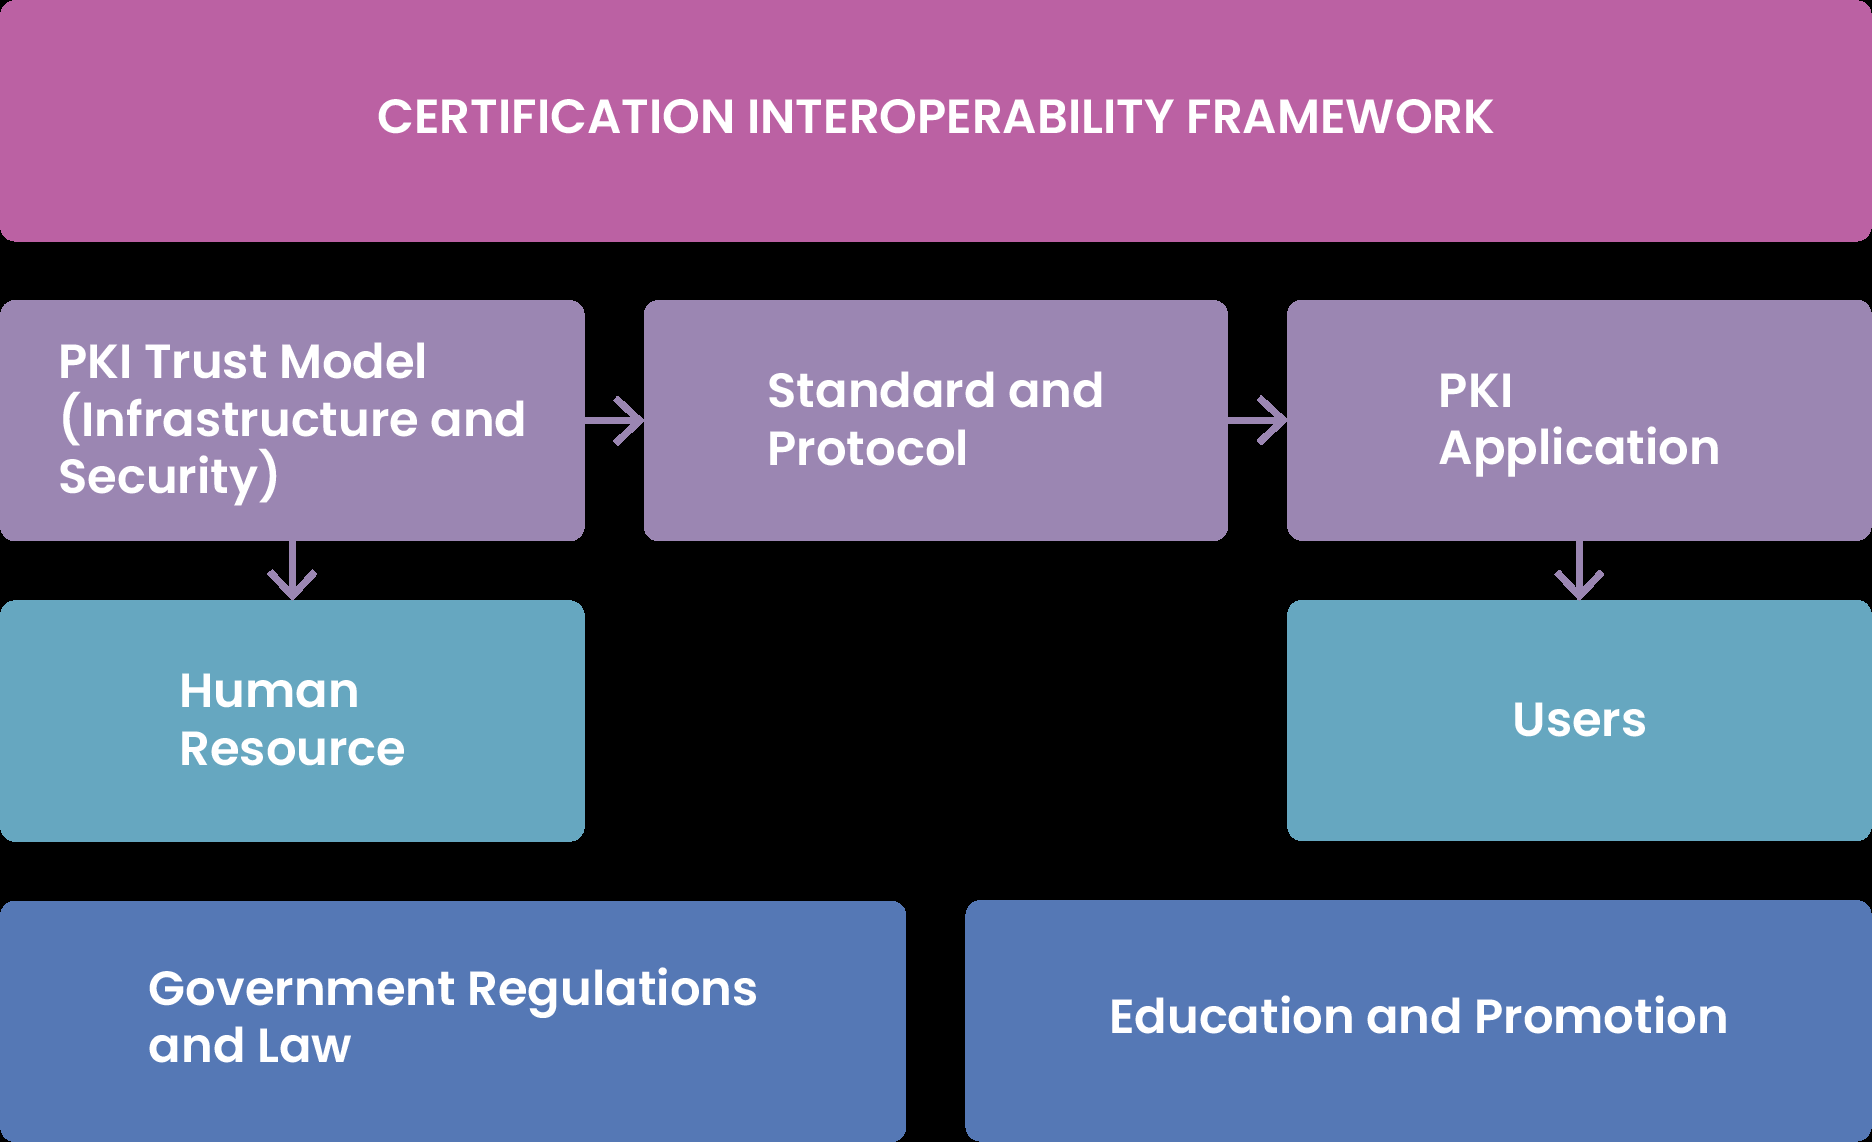 CERTIFICATION INTEROPERABILITY FRAMEWORK
PKI Trust Model
(Infrastructure and
Security)
Standard and
Protocol
PKI
Application
Human
Resource
Users
Government Regulations
and Law
Education and Promotion